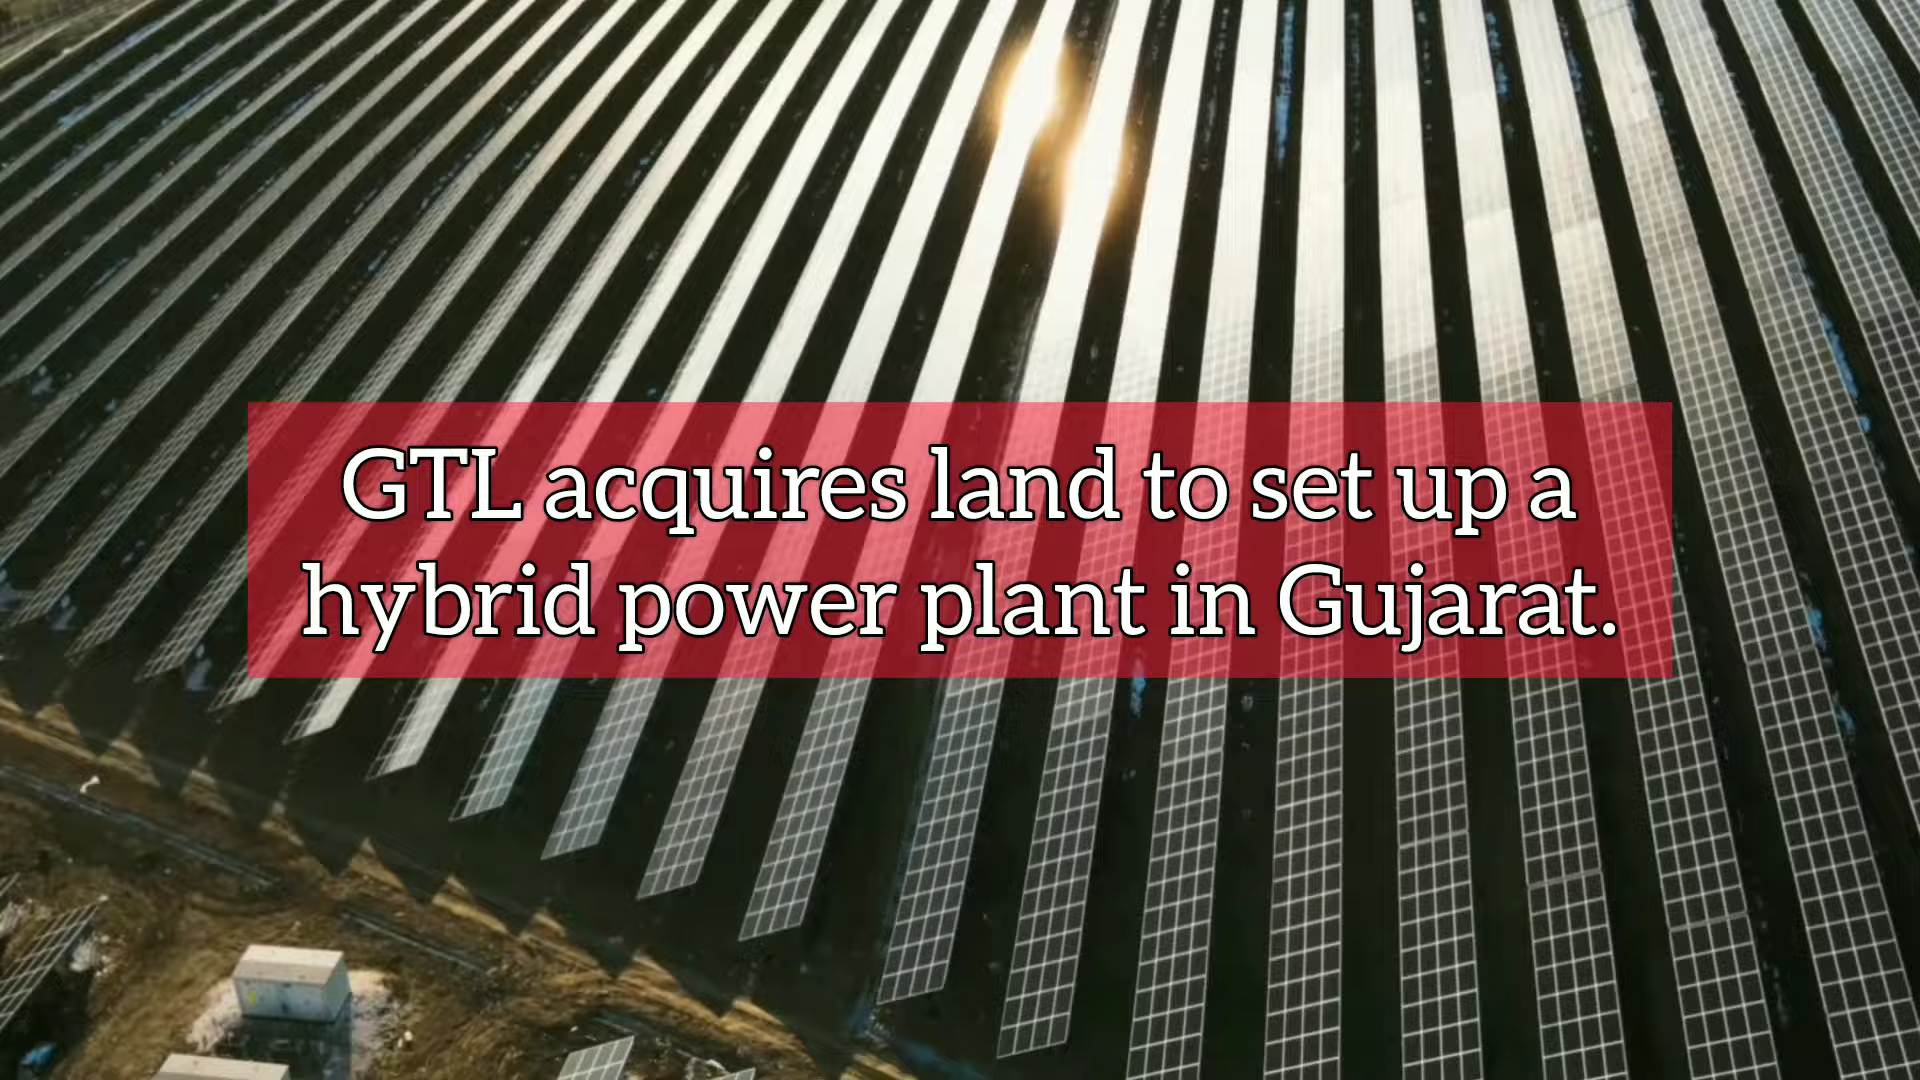 GTL acquires land to set up a
hybrid power plant in Gujarat.